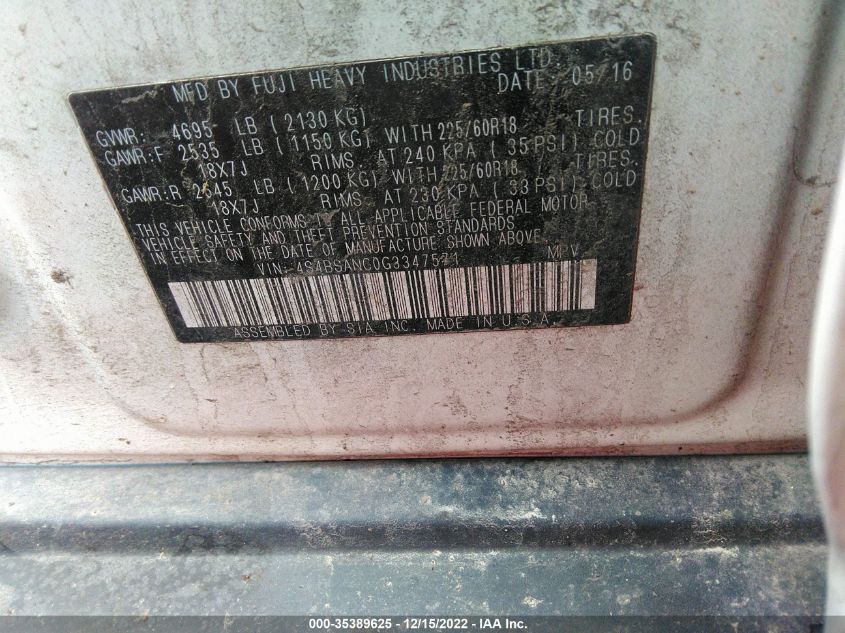 MFD BY FUJI HEAVY INDUSTRIES LTD. DATE: 05/16
GVWR: 4695 LB (2130 KG)
GAWR:F 2535 LB (1150 KG) WITH 225/60R18 TIRES,
18X7J RIMS, AT 240 KPA (35 PSI) COLD
GAWR:R 2645 LB (1200 KG) WITH 225/60R18 TIRES,
18X7J RIMS, AT 230 KPA (33 PSI) COLD
THIS VEHICLE CONFORMS TO ALL APPLICABLE FEDERAL MOTOR
VEHICLE SAFETY AND THEFT PREVENTION STANDARDS
IN EFFECT ON THE DATE OF MANUFACTURE SHOWN ABOVE.
VIN: 4S4BSANC0G3347571 MPV
ASSEMBLED BY SIA, INC. MADE IN U.S.A.
000-35389625 - 12/15/2022 - IAA Inc.